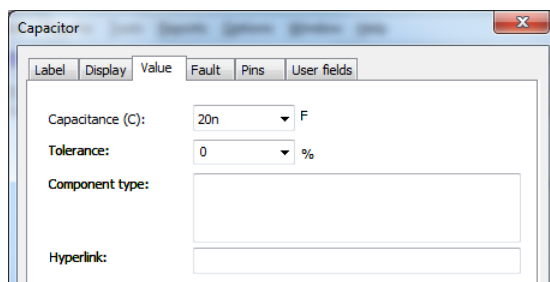 Capacitor
Label Display Value Fault Pins User fields
Capacitance (C): 20n F
Tolerance: 0 %
Component type:
Hyperlink: